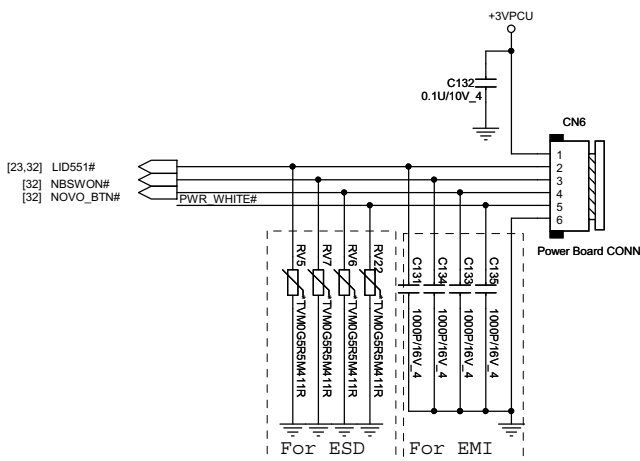 +3VPCU
C132
0.1U/10V_4
CN6
1
2
3
4
5
6
Power Board CONN
[23,32] LID551#
[32] NBSWON#
[32] NOVO_BTN#
PWR_WHITE#
RV5
TVM0G5R5M411R
RV7
TVM0G5R5M411R
RV6
TVM0G5R5M411R
RV22
TVM0G5R5M411R
C131
1000P/16V_4
C134
1000P/16V_4
C133
1000P/16V_4
C135
1000P/16V_4
For ESD
For EMI